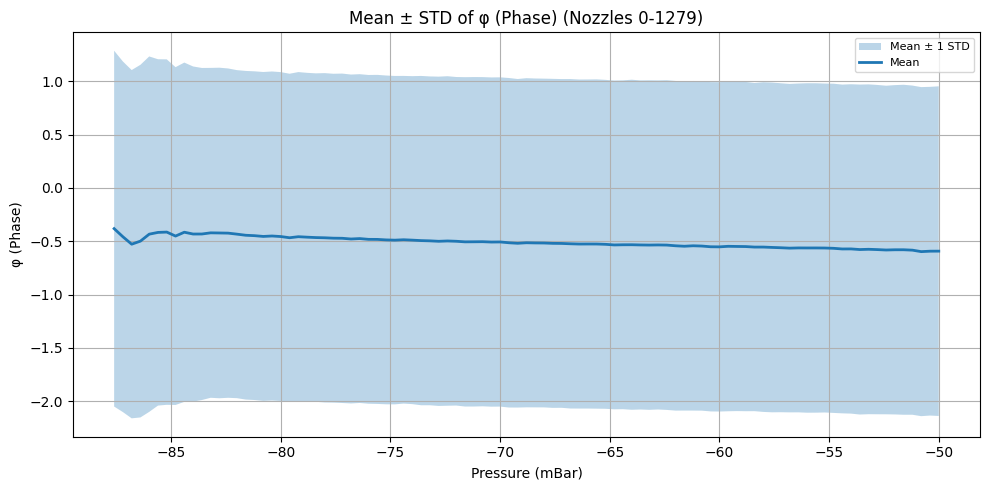 Mean ± STD of φ (Phase) (Nozzles 0-1279)
Mean ± 1 STD
Mean
φ (Phase)
1.0
0.5
0.0
−0.5
−1.0
−1.5
−2.0
−85 −80 −75 −70 −65 −60 −55 −50
Pressure (mBar)